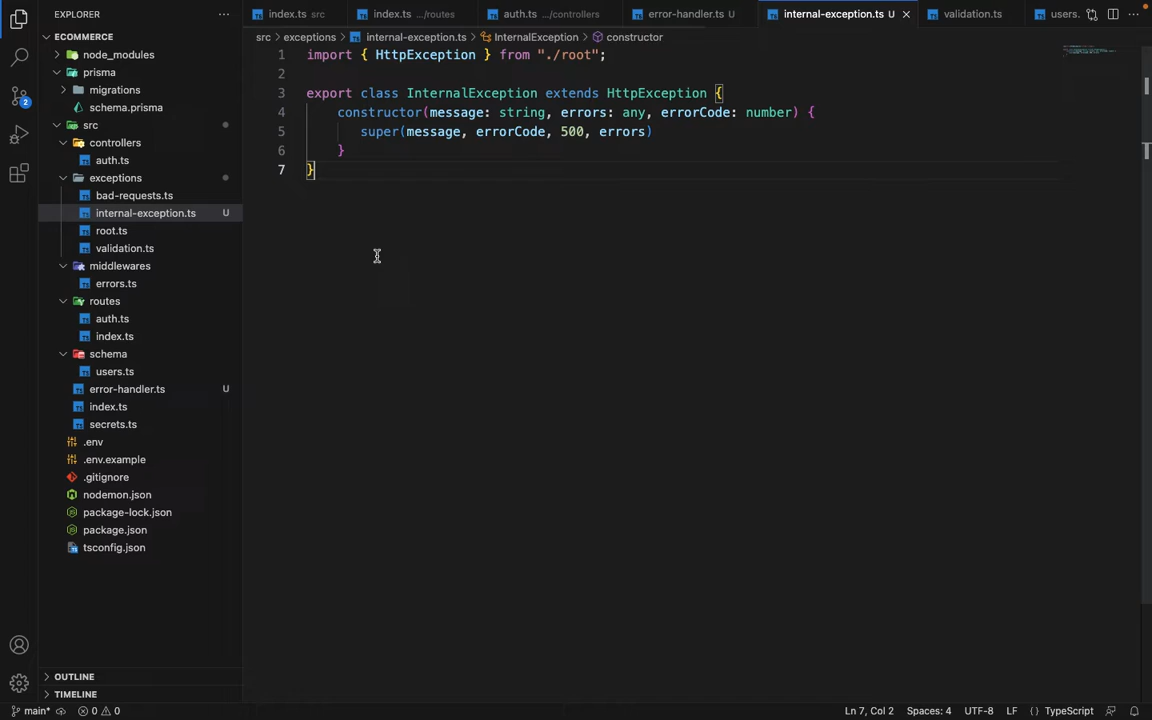 EXPLORER
ECOMMERCE
node_modules
prisma
migrations
schema.prisma
src
controllers
auth.ts
exceptions
bad-requests.ts
internal-exception.ts U
root.ts
validation.ts
middlewares
errors.ts
routes
auth.ts
index.ts
schema
users.ts
error-handler.ts U
index.ts
secrets.ts
.env
.env.example
.gitignore
nodemon.json
package-lock.json
package.json
tsconfig.json
OUTLINE
TIMELINE
2
index.ts src
index.ts .../routes
auth.ts .../controllers
error-handler.ts U
internal-exception.ts U
validation.ts
users.
src > exceptions > internal-exception.ts > InternalException > constructor
1 import { HttpException } from "./root";
2
3 export class InternalException extends HttpException {
4 constructor(message: string, errors: any, errorCode: number) {
5 super(message, errorCode, 500, errors)
6 }
7 }
main* 0 0 Ln 7, Col 2 Spaces: 4 UTF-8 LF {} TypeScript